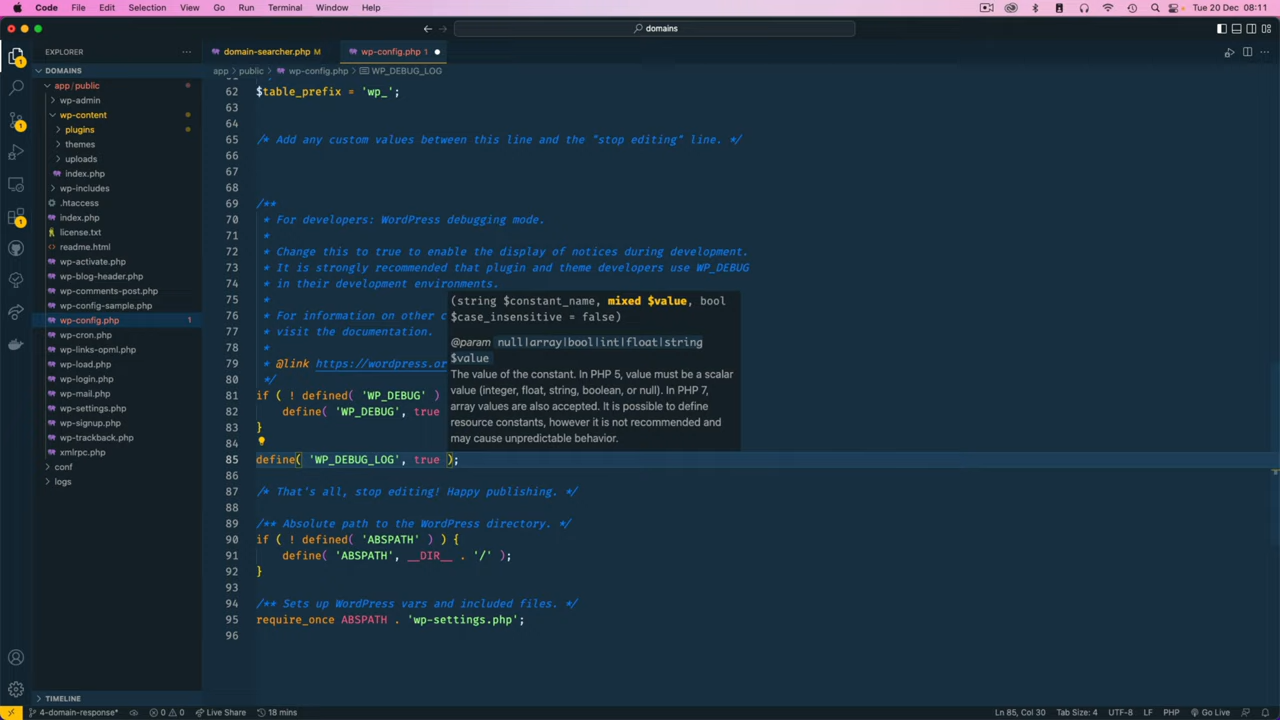 Code File Edit Selection View Go Run Terminal Window Help Tue 20 Dec 08:11
domains
EXPLORER
domain-searcher.php M
wp-config.php 1
DOMAINS
app/public
wp-admin
wp-content
plugins
themes
uploads
index.php
wp-includes
.htaccess
index.php
license.txt
readme.html
wp-activate.php
wp-blog-header.php
wp-comments-post.php
wp-config-sample.php
wp-config.php 1
wp-cron.php
wp-links-opml.php
wp-load.php
wp-login.php
wp-mail.php
wp-settings.php
wp-signup.php
wp-trackback.php
xmlrpc.php
conf
logs
TIMELINE
app > public > wp-config.php > WP_DEBUG_LOG
62 $table_prefix = 'wp_';
63
64
65 /* Add any custom values between this line and the "stop editing" line. */
66
67
68
69 /**
70 * For developers: WordPress debugging mode.
71 *
72 * Change this to true to enable the display of notices during development.
73 * It is strongly recommended that plugin and theme developers use WP_DEBUG
74 * in their development environments.
75 *
76 * For information on other c
77 * visit the documentation.
78 *
79 * @link https://wordpress.or
80 */
81 if ( ! defined( 'WP_DEBUG' )
82 define( 'WP_DEBUG', true
83 }
84
85 define( 'WP_DEBUG_LOG', true );
86
87 /* That's all, stop editing! Happy publishing. */
88
89 /** Absolute path to the WordPress directory. */
90 if ( ! defined( 'ABSPATH' ) ) {
91 define( 'ABSPATH', __DIR__ . '/' );
92 }
93
94 /** Sets up WordPress vars and included files. */
95 require_once ABSPATH . 'wp-settings.php';
96
(string $constant_name, mixed $value, bool
$case_insensitive = false)
@param null|array|bool|int|float|string
$value
The value of the constant. In PHP 5, value must be a scalar
value (integer, float, string, boolean, or null). In PHP 7,
array values are also accepted. It is possible to define
resource constants, however it is not recommended and
may cause unpredictable behavior.
4-domain-response* 0 0 Live Share 18 mins Ln 85, Col 30 Tab Size: 4 UTF-8 LF PHP Go Live